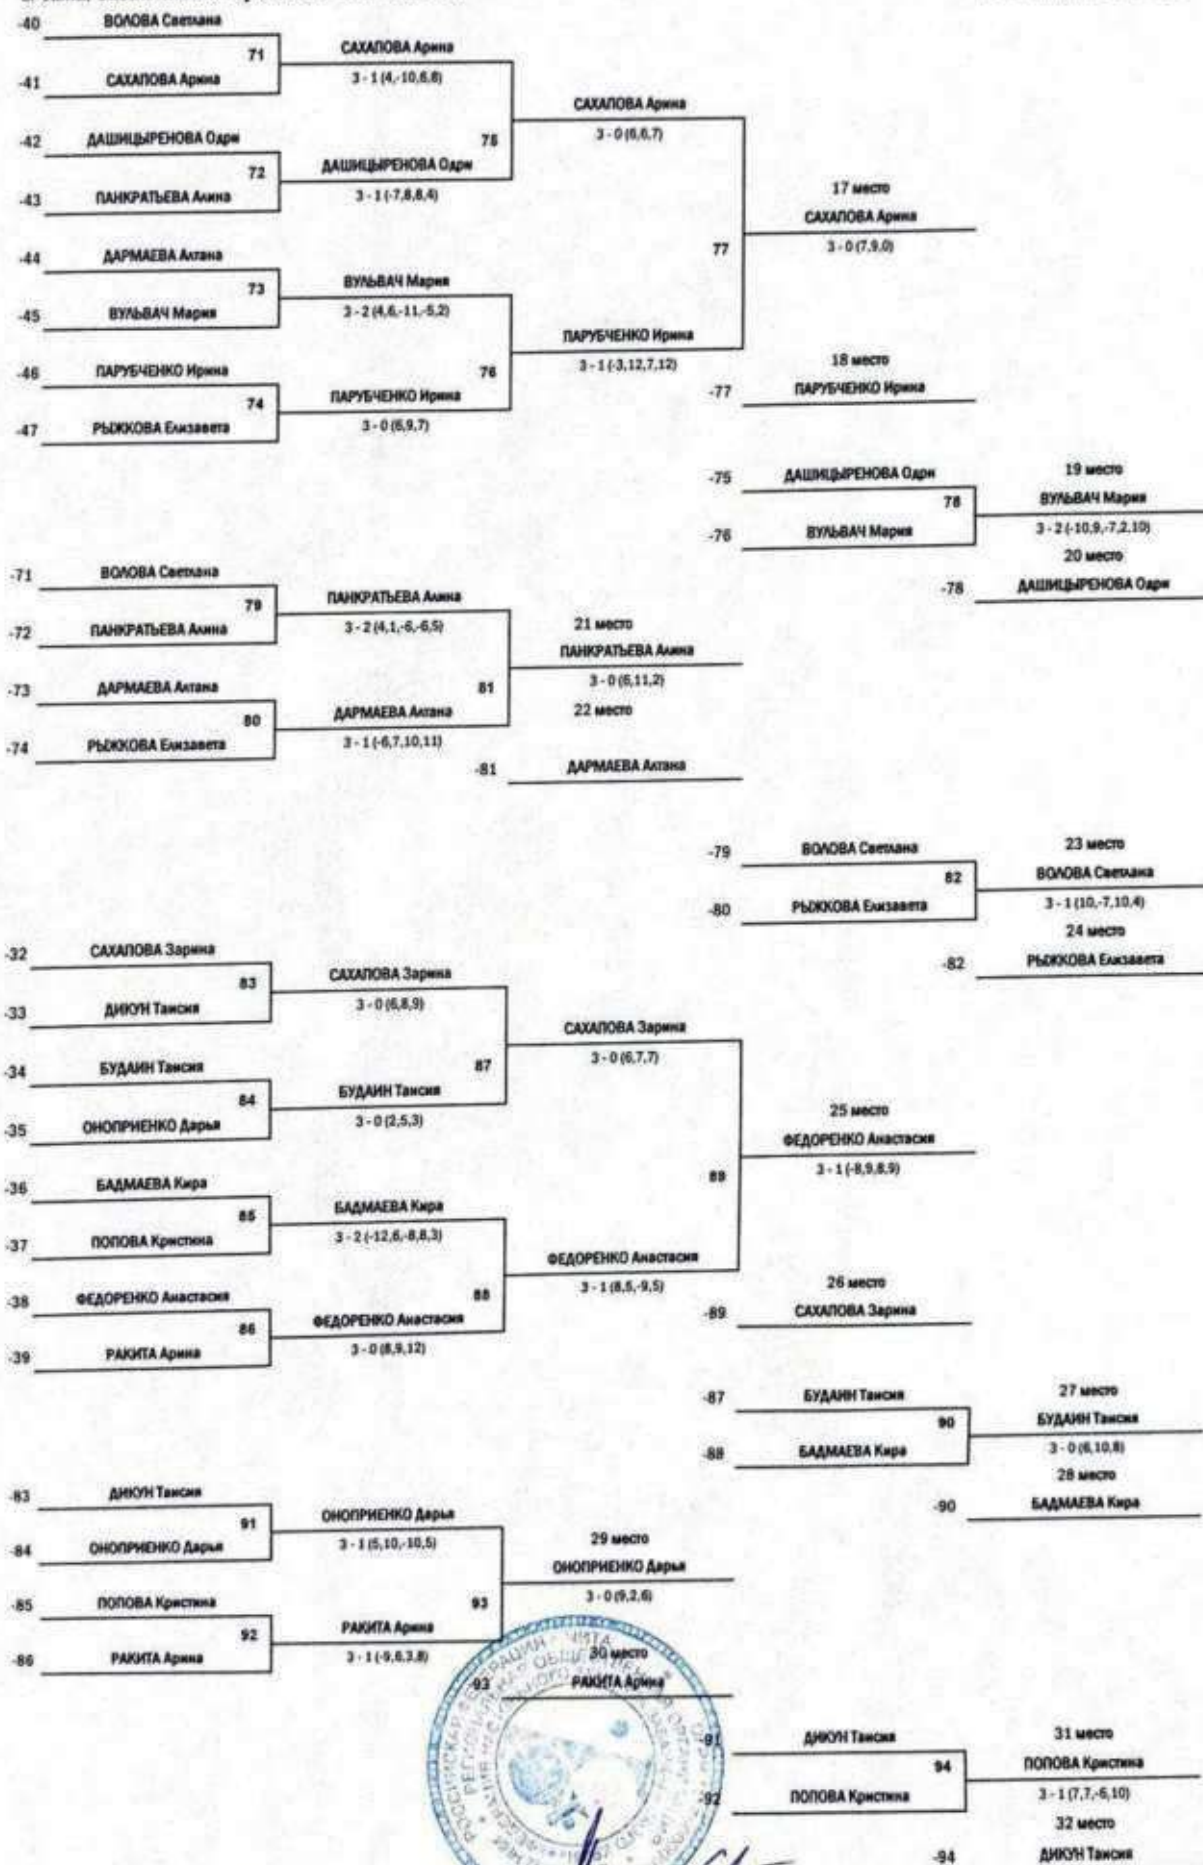 -40 ВОЛОВА Светлана
71 САХАПОВА Арина
-41 САХАПОВА Арина 3 - 1 (4,-10,6,8)
САХАПОВА Арина
-42 ДАШИЦЫРЕНОВА Одри 75 3 - 0 (6,6,7)
72 ДАШИЦЫРЕНОВА Одри
-43 ПАНКРАТЬЕВА Алина 3 - 1 (-7,8,8,4)
17 место
САХАПОВА Арина
-44 ДАРМАЕВА Алтана 77 3 - 0 (7,9,0)
73 ВУЛЬВАЧ Мария
-45 ВУЛЬВАЧ Мария 3 - 2 (4,6,-11,-5,2)
ПАРУБЧЕНКО Ирина
-46 ПАРУБЧЕНКО Ирина 76 3 - 1 (-3,12,7,12) 18 место
74 ПАРУБЧЕНКО Ирина -77 ПАРУБЧЕНКО Ирина
-47 РЫЖКОВА Елизавета 3 - 0 (6,9,7)
-75 ДАШИЦЫРЕНОВА Одри 19 место
78 ВУЛЬВАЧ Мария
-76 ВУЛЬВАЧ Мария 3 - 2 (-10,9,-7,2,10)
20 место
-71 ВОЛОВА Светлана -78 ДАШИЦЫРЕНОВА Одри
79 ПАНКРАТЬЕВА Алина
-72 ПАНКРАТЬЕВА Алина 3 - 2 (4,1,-6,-6,5) 21 место
ПАНКРАТЬЕВА Алина
-73 ДАРМАЕВА Алтана 81 3 - 0 (6,11,2)
80 ДАРМАЕВА Алтана 22 место
-74 РЫЖКОВА Елизавета 3 - 1 (-6,7,10,11)
-81 ДАРМАЕВА Алтана
-79 ВОЛОВА Светлана 23 место
82 ВОЛОВА Светлана
-80 РЫЖКОВА Елизавета 3 - 1 (10,-7,10,4)
24 место
-32 САХАПОВА Зарина -82 РЫЖКОВА Елизавета
83 САХАПОВА Зарина
-33 ДИКУН Таисия 3 - 0 (6,8,9)
САХАПОВА Зарина
-34 БУДАИН Таисия 87 3 - 0 (6,7,7)
84 БУДАИН Таисия
-35 ОНОПРИЕНКО Дарья 3 - 0 (2,5,3)
25 место
ФЕДОРЕНКО Анастасия
-36 БАДМАЕВА Кира 89 3 - 1 (-8,9,8,9)
85 БАДМАЕВА Кира
-37 ПОПОВА Кристина 3 - 2 (-12,6,-8,8,3)
ФЕДОРЕНКО Анастасия
-38 ФЕДОРЕНКО Анастасия 88 3 - 1 (8,5,-9,5) 26 место
86 ФЕДОРЕНКО Анастасия -89 САХАПОВА Зарина
-39 РАКИТА Арина 3 - 0 (8,9,12)
-87 БУДАИН Таисия 27 место
90 БУДАИН Таисия
-88 БАДМАЕВА Кира 3 - 0 (6,10,8)
28 место
-83 ДИКУН Таисия -90 БАДМАЕВА Кира
91 ОНОПРИЕНКО Дарья
-84 ОНОПРИЕНКО Дарья 3 - 1 (5,10,-10,5) 29 место
ОНОПРИЕНКО Дарья
-85 ПОПОВА Кристина 93 3 - 0 (9,2,6)
92 РАКИТА Арина
-86 РАКИТА Арина 3 - 1 (-9,6,3,8) 30 место
-93 РАКИТА Арина
-91 ДИКУН Таисия 31 место
94 ПОПОВА Кристина
-92 ПОПОВА Кристина 3 - 1 (7,7,-6,10)
32 место
-94 ДИКУН Таисия